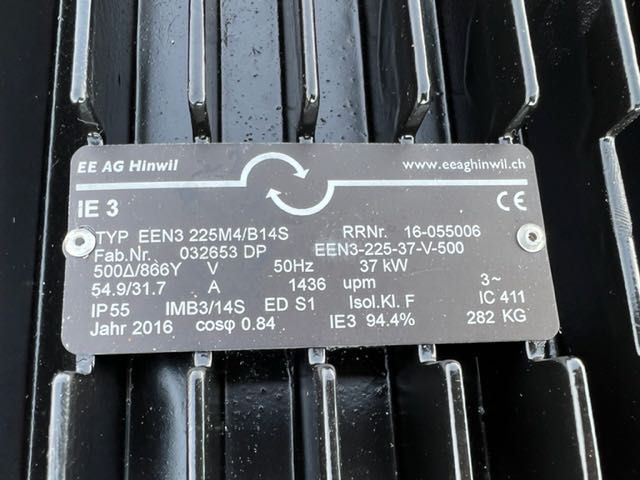 EE AG Hinwil www.eeaghinwil.ch
IE 3 CE
TYP EEN3 225M4/B14S RRNr. 16-055006
Fab.Nr. 032653 DP EEN3-225-37-V-500
500Δ/866Y V 50Hz 37 kW
54.9/31.7 A 1436 upm 3~
IP55 IMB3/14S ED S1 Isol.Kl. F IC 411
Jahr 2016 cosφ 0.84 IE3 94.4% 282 KG